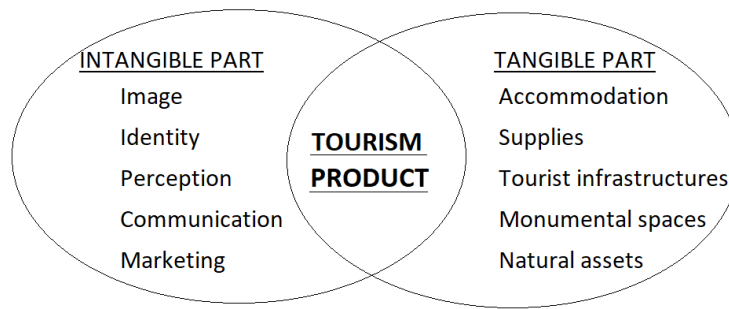 INTANGIBLE PART
Image
Identity
Perception
Communication
Marketing
TOURISM
PRODUCT
TANGIBLE PART
Accommodation
Supplies
Tourist infrastructures
Monumental spaces
Natural assets